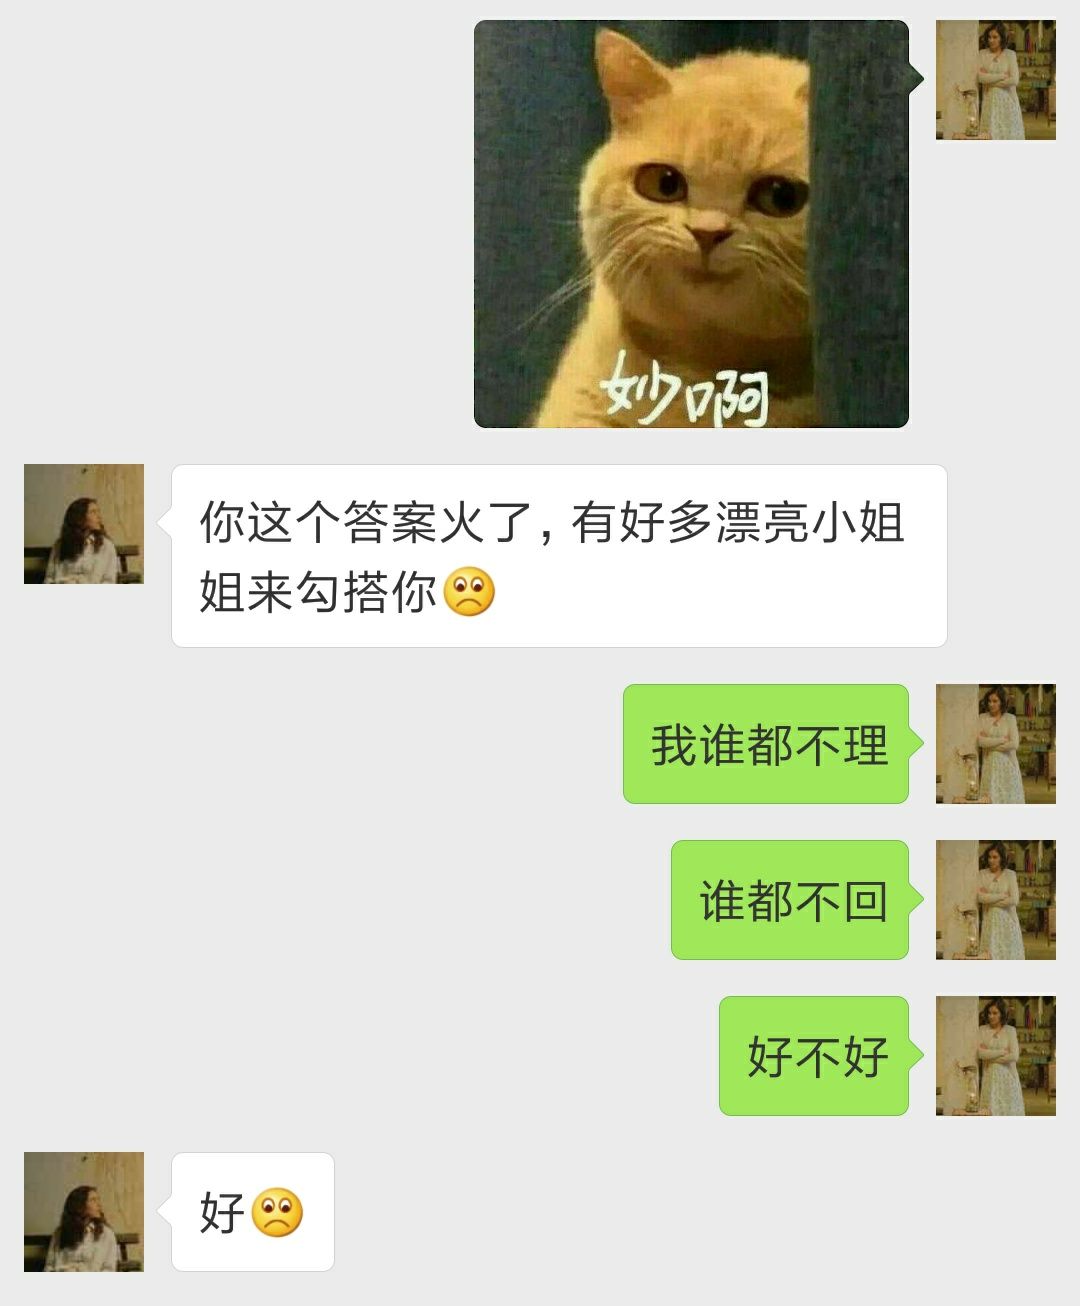 妙啊
你这个答案火了，有好多漂亮小姐
姐来勾搭你
我谁都不理
谁都不回
好不好
好